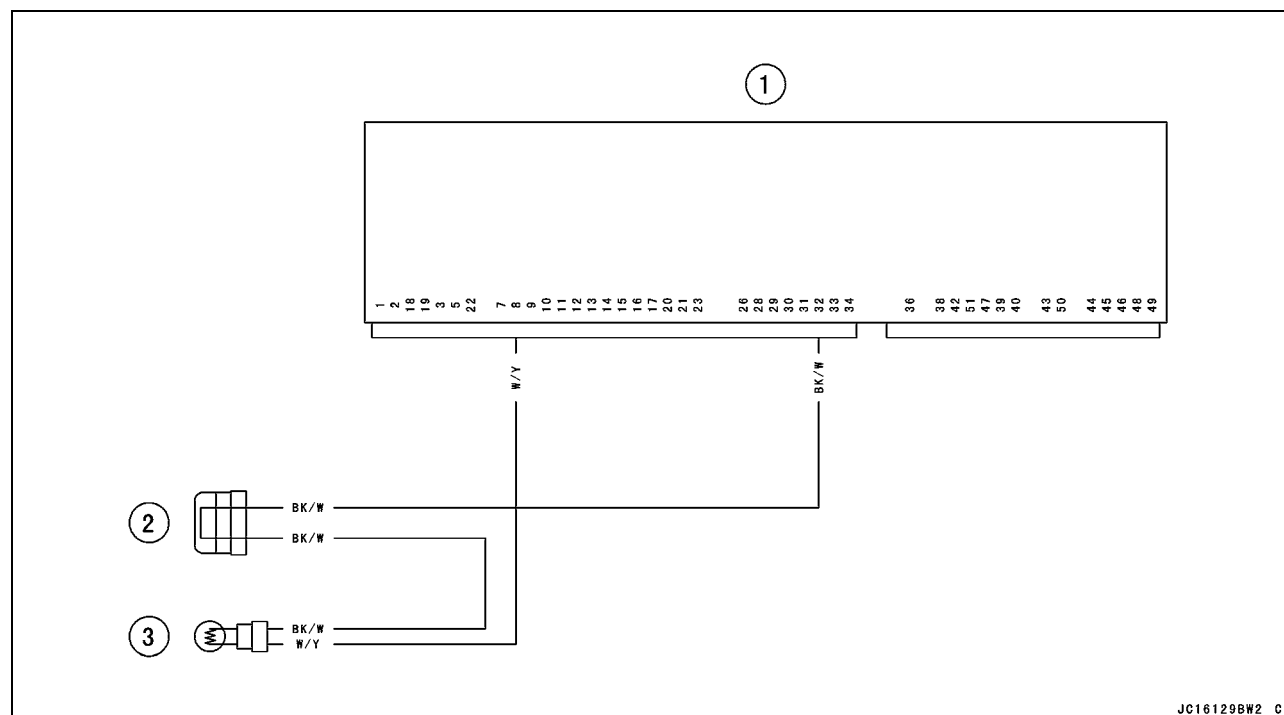 1
1 2 18 19 3 5 22 7 8 9 10 11 12 13 14 15 16 17 20 21 23 26 28 29 30 31 32 33 34 36 38 42 51 47 39 40 43 50 44 45 46 48 49
W/Y BK/W
2 BK/W
BK/W
3 BK/W
W/Y
JC16129BW2 C